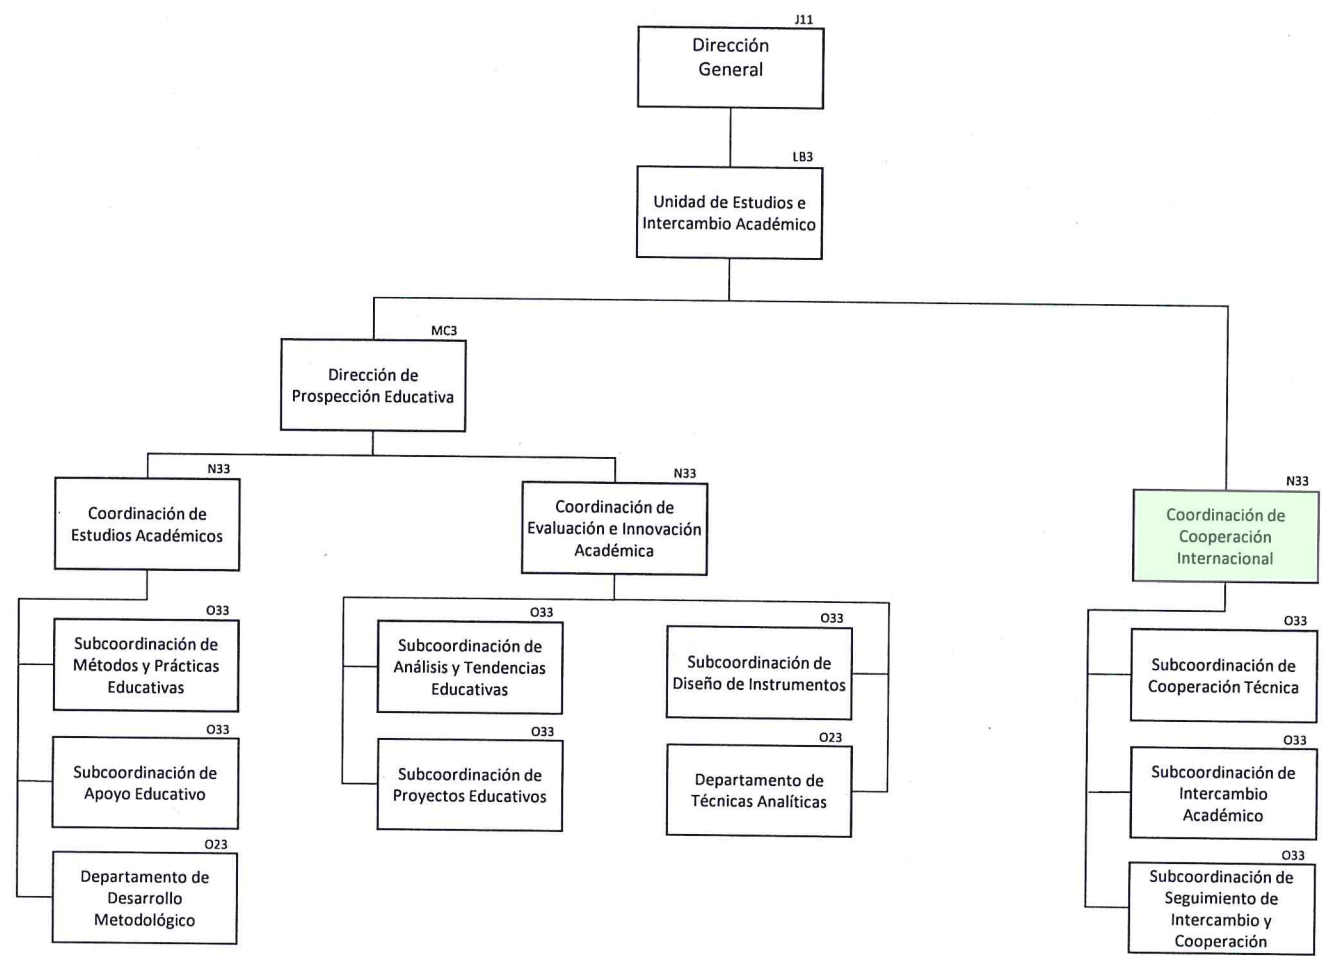 J11
Dirección
General
LB3
Unidad de Estudios e
Intercambio Académico
MC3
Dirección de
Prospección Educativa
N33
Coordinación de
Estudios Académicos
N33
Coordinación de
Evaluación e Innovación
Académica
N33
Coordinación de
Cooperación
Internacional
O33
Subcoordinación de
Métodos y Prácticas
Educativas
O33
Subcoordinación de
Apoyo Educativo
O23
Departamento de
Desarrollo
Metodológico
O33
Subcoordinación de
Análisis y Tendencias
Educativas
O33
Subcoordinación de
Proyectos Educativos
O33
Subcoordinación de
Diseño de Instrumentos
O23
Departamento de
Técnicas Analíticas
O33
Subcoordinación de
Cooperación Técnica
O33
Subcoordinación de
Intercambio
Académico
O33
Subcoordinación de
Seguimiento de
Intercambio y
Cooperación